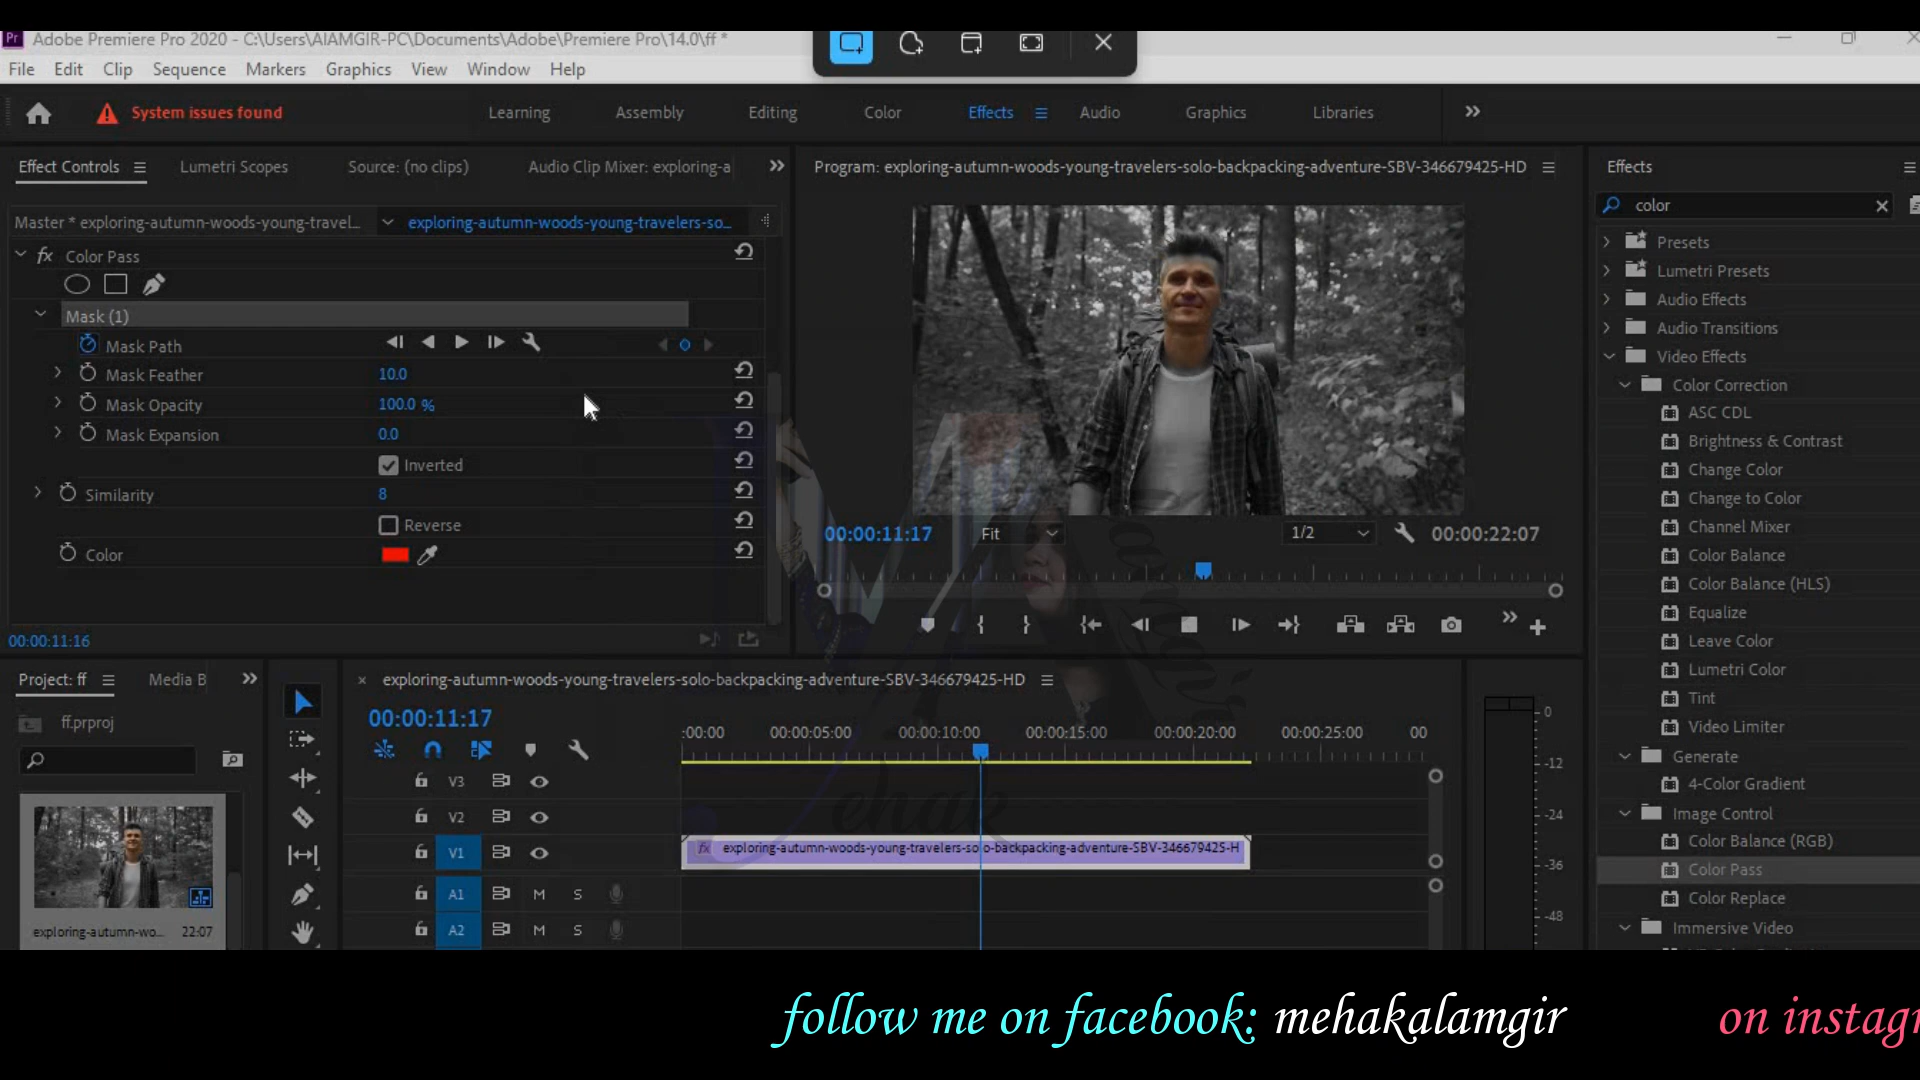 Pr Adobe Premiere Pro 2020 - C:\Users\AIAMGIR-PC\Documents\Adobe\Premiere Pro\14.0\ff *
File Edit Clip Sequence Markers Graphics View Window Help
System issues found
Learning Assembly Editing Color Effects Audio Graphics Libraries
Effect Controls Lumetri Scopes Source: (no clips) Audio Clip Mixer: exploring-a
Program: exploring-autumn-woods-young-travelers-solo-backpacking-adventure-SBV-346679425-HD
Effects
color
Master * exploring-autumn-woods-young-travel... exploring-autumn-woods-young-travelers-so...
fx Color Pass
Mask (1)
Mask Path
Mask Feather 10.0
Mask Opacity 100.0 %
Mask Expansion 0.0
Inverted
Similarity 8
Reverse
Color
00:00:11:16
00:00:11:17 Fit 1/2 00:00:22:07
Presets
Lumetri Presets
Audio Effects
Audio Transitions
Video Effects
Color Correction
ASC CDL
Brightness & Contrast
Change Color
Change to Color
Channel Mixer
Color Balance
Color Balance (HLS)
Equalize
Leave Color
Lumetri Color
Tint
Video Limiter
Generate
4-Color Gradient
Image Control
Color Balance (RGB)
Color Pass
Color Replace
Immersive Video
Project: ff Media B
ff.prproj
exploring-autumn-wo... 22:07
× exploring-autumn-woods-young-travelers-solo-backpacking-adventure-SBV-346679425-HD
00:00:11:17
:00:00 00:00:05:00 00:00:10:00 00:00:15:00 00:00:20:00 00:00:25:00 00
V3
V2
V1 fx exploring-autumn-woods-young-travelers-solo-backpacking-adventure-SBV-346679425-H
A1 M S
A2 M S
0
-12
-24
-36
-48
Mehak
follow me on facebook: mehakalamgir on instagr